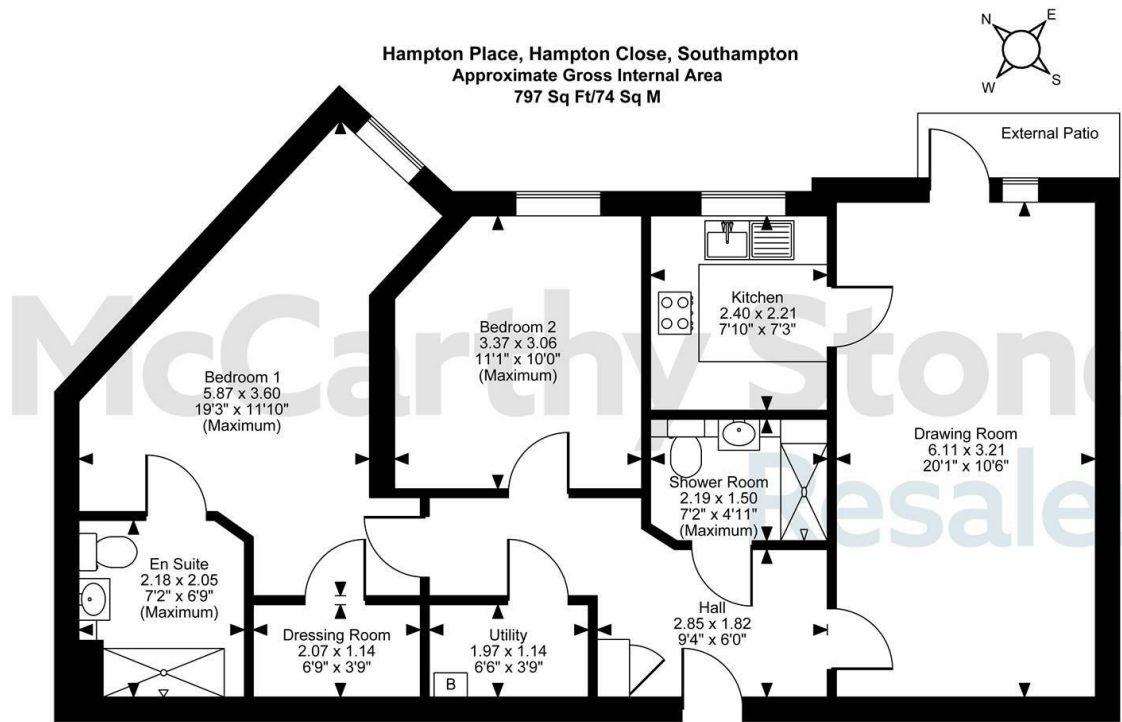 Hampton Place, Hampton Close, Southampton
Approximate Gross Internal Area
797 Sq Ft/74 Sq M
N
E
W
S
External Patio
McCarthy Stone
Resale
Kitchen
2.40 x 2.21
7'10" x 7'3"
Bedroom 2
3.37 x 3.06
11'1" x 10'0"
(Maximum)
Bedroom 1
5.87 x 3.60
19'3" x 11'10"
(Maximum)
Drawing Room
6.11 x 3.21
20'1" x 10'6"
Shower Room
2.19 x 1.50
7'2" x 4'11"
(Maximum)
En Suite
2.18 x 2.05
7'2" x 6'9"
(Maximum)
Dressing Room
2.07 x 1.14
6'9" x 3'9"
Utility
1.97 x 1.14
6'6" x 3'9"
B
Hall
2.85 x 1.82
9'4" x 6'0"